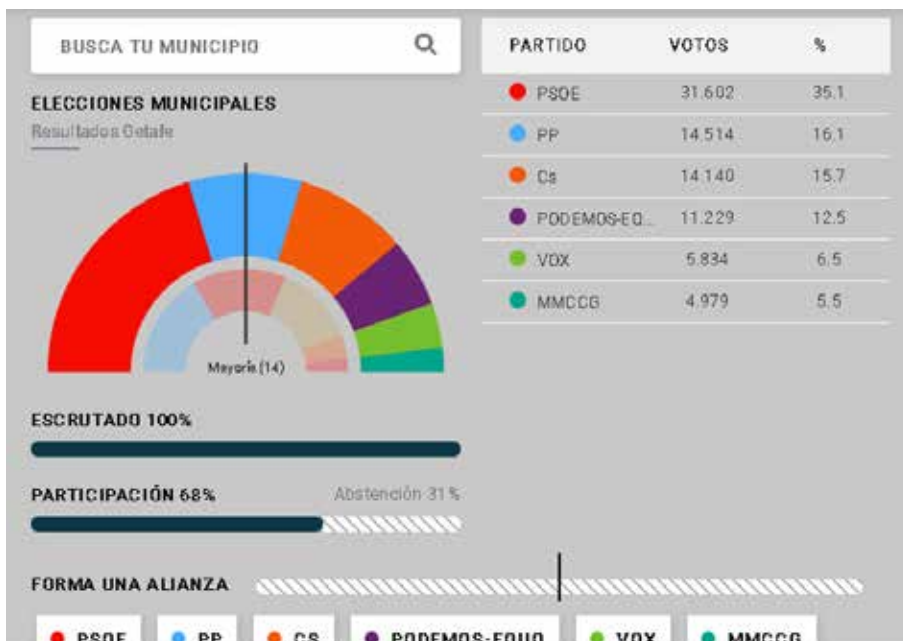 BUSCA TU MUNICIPIO
ELECCIONES MUNICIPALES
Resultados Getafe
Mayoría (14)
ESCRUTADO 100%
PARTICIPACIÓN 68% Abstención 31%
PARTIDO VOTOS %
PSOE 31.602 35.1
PP 14.514 16.1
Cs 14.140 15.7
PODEMOS-EQ... 11.229 12.5
VOX 5.834 6.5
MMCCG 4.979 5.5
FORMA UNA ALIANZA
PSOE PP CS PODEMOS-EQUO VOX MMCCG